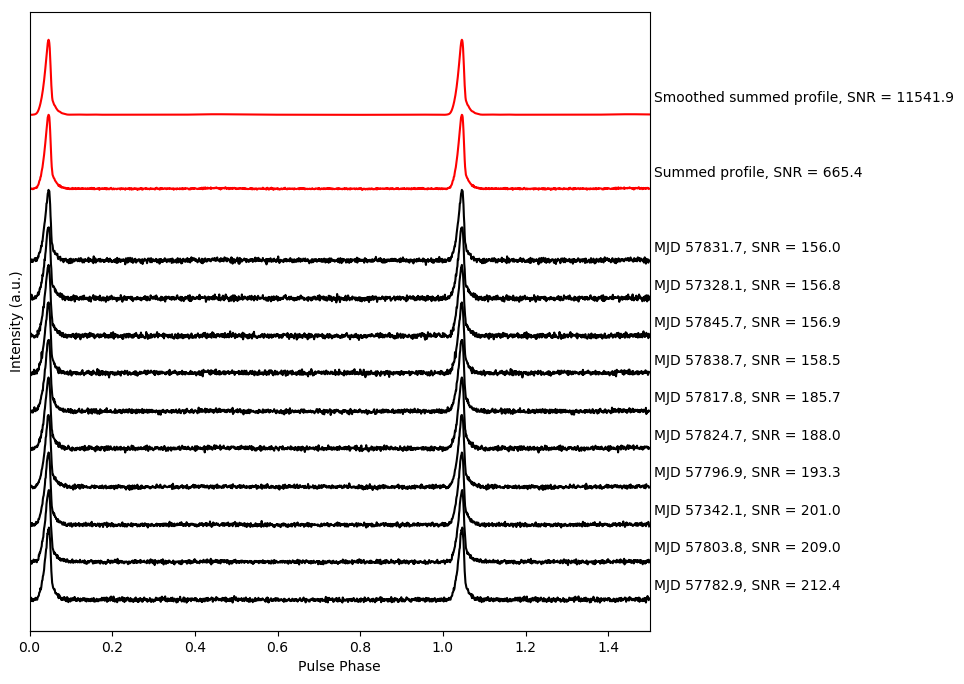 Smoothed summed profile, SNR = 11541.9
Summed profile, SNR = 665.4
MJD 57831.7, SNR = 156.0
MJD 57328.1, SNR = 156.8
MJD 57845.7, SNR = 156.9
MJD 57838.7, SNR = 158.5
MJD 57817.8, SNR = 185.7
MJD 57824.7, SNR = 188.0
MJD 57796.9, SNR = 193.3
MJD 57342.1, SNR = 201.0
MJD 57803.8, SNR = 209.0
MJD 57782.9, SNR = 212.4
Intensity (a.u.)
0.0 0.2 0.4 0.6 0.8 1.0 1.2 1.4
Pulse Phase